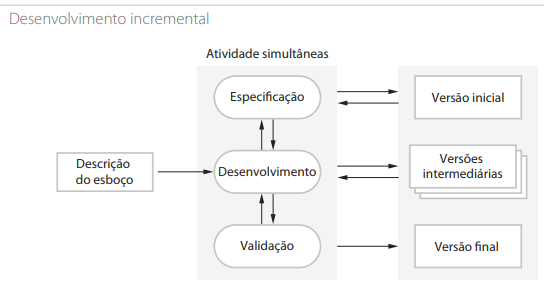 Desenvolvimento incremental
Atividade simultâneas
Especificação
Versão inicial
Descrição
do esboço
Desenvolvimento
Versões
intermediárias
Validação
Versão final